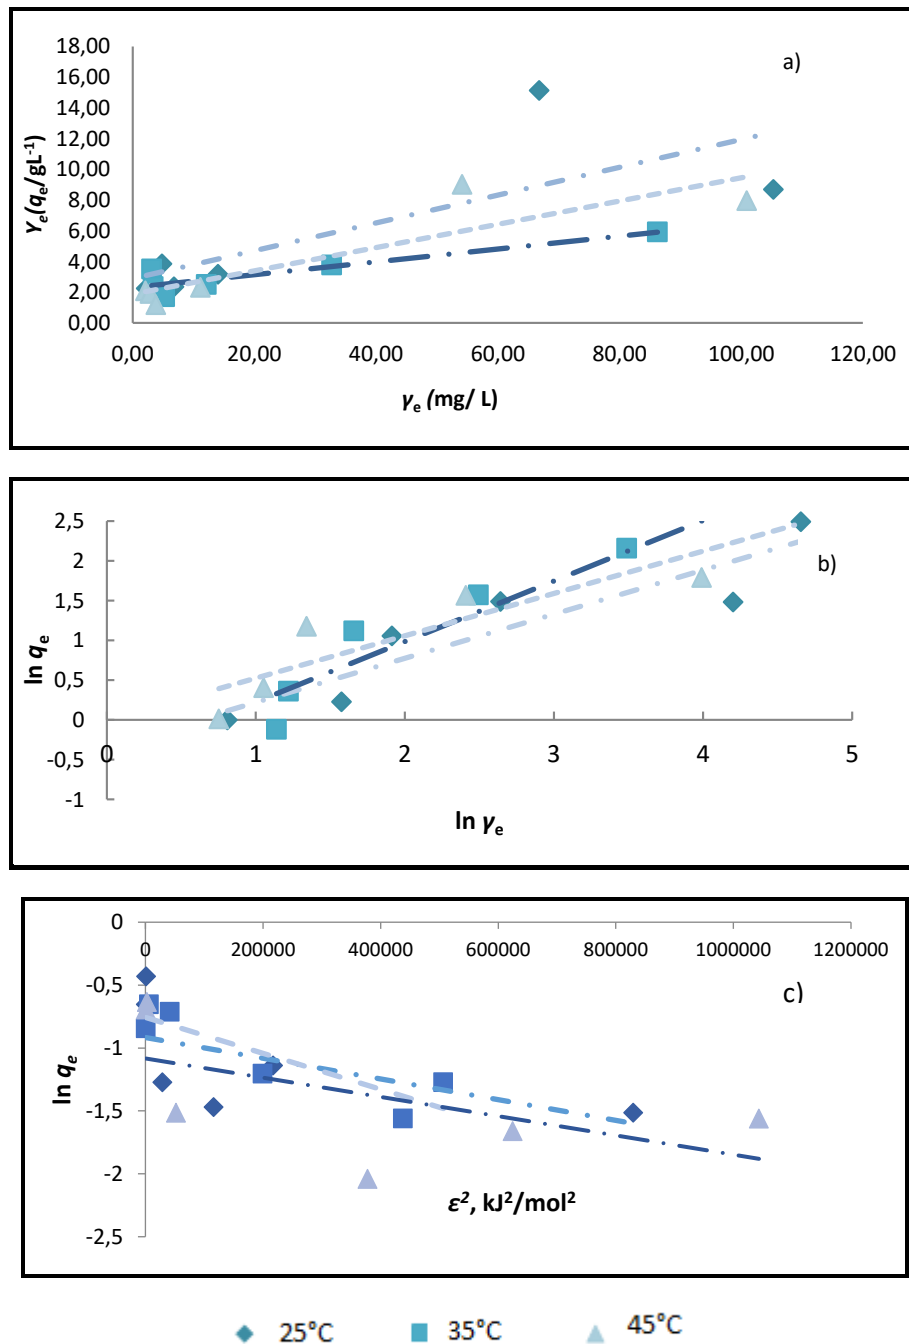 18,00
a)
16,00
14,00
12,00
10,00
8,00
6,00
4,00
2,00
0,00
Yₑ(qₑ/gL⁻¹)
0,00 20,00 40,00 60,00 80,00 100,00 120,00
γₑ (mg/ L)
2,5
b)
2
1,5
1
0,5
0
-0,5
-1
ln qₑ
0 1 2 3 4 5
ln γₑ
0
0 200000 400000 600000 800000 1000000 1200000
-0,5
c)
-1
-1,5
-2
-2,5
ln qₑ
ε², kJ²/mol²
25°C 35°C 45°C